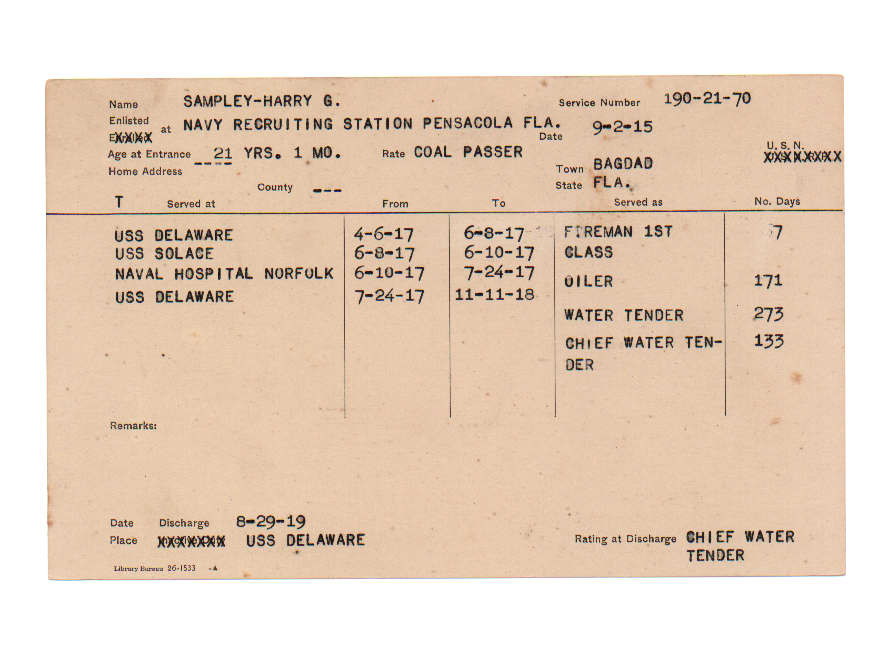 Name SAMPLEY-HARRY G. Service Number 190-21-70
Enlisted at NAVY RECRUITING STATION PENSACOLA FLA. Date 9-2-15
Age at Entrance 21 YRS. 1 MO. Rate COAL PASSER Town BAGDAD U.S.N.
Home Address ---- County --- State FLA.
T Served at From To Served as No. Days
USS DELAWARE 4-6-17 6-8-17 FIREMAN 1ST 7
USS SOLACE 6-8-17 6-10-17 CLASS
NAVAL HOSPITAL NORFOLK 6-10-17 7-24-17 OILER 171
USS DELAWARE 7-24-17 11-11-18
WATER TENDER 273
CHIEF WATER TEN- 133
DER
Remarks:
Date Discharge 8-29-19
Place XXXXXXX USS DELAWARE Rating at Discharge CHIEF WATER
TENDER
Library Bureau 26-1533 -A